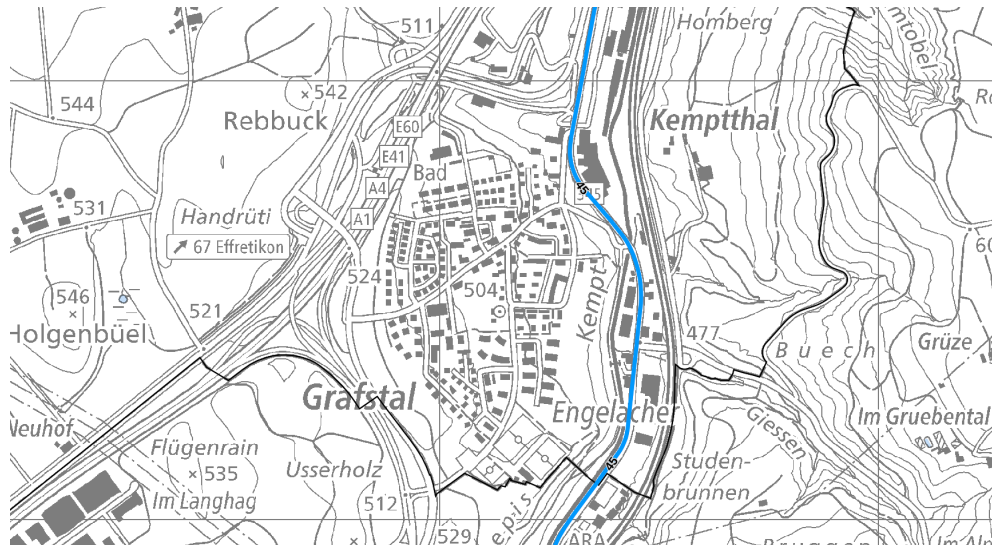 511
Homberg
542
544
Rebbuck
E60
Kemptthal
E41
Bad
A4
45
531
Handrüti
A1
67 Effretikon
524
546
504
Kempt
521
477
Holgenbüel
Buech
Grüze
Grafstal
Engelacher
Giessen
Im Gruebental
Neuhof
Flügenrain
535
Usserholz
45
Studen-
brunnen
Im Langhag
512
529
ARA